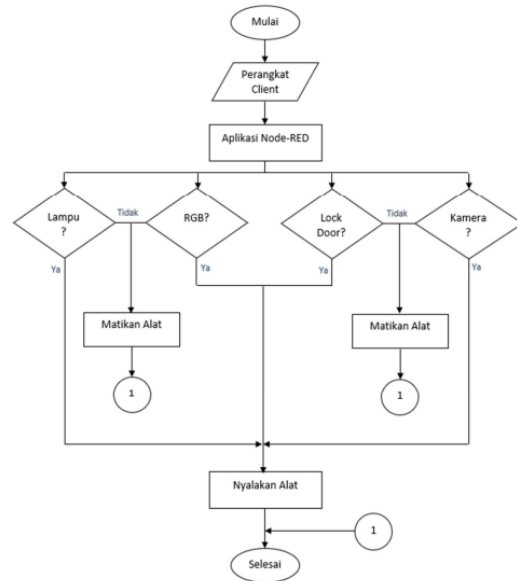 Mulai
Perangkat
Client
Aplikasi Node-RED
Lampu
?
Tidak
RGB?
Lock
Door?
Tidak
Kamera
?
Ya
Ya
Ya
Ya
Matikan Alat
Matikan Alat
1
1
Nyalakan Alat
1
Selesai